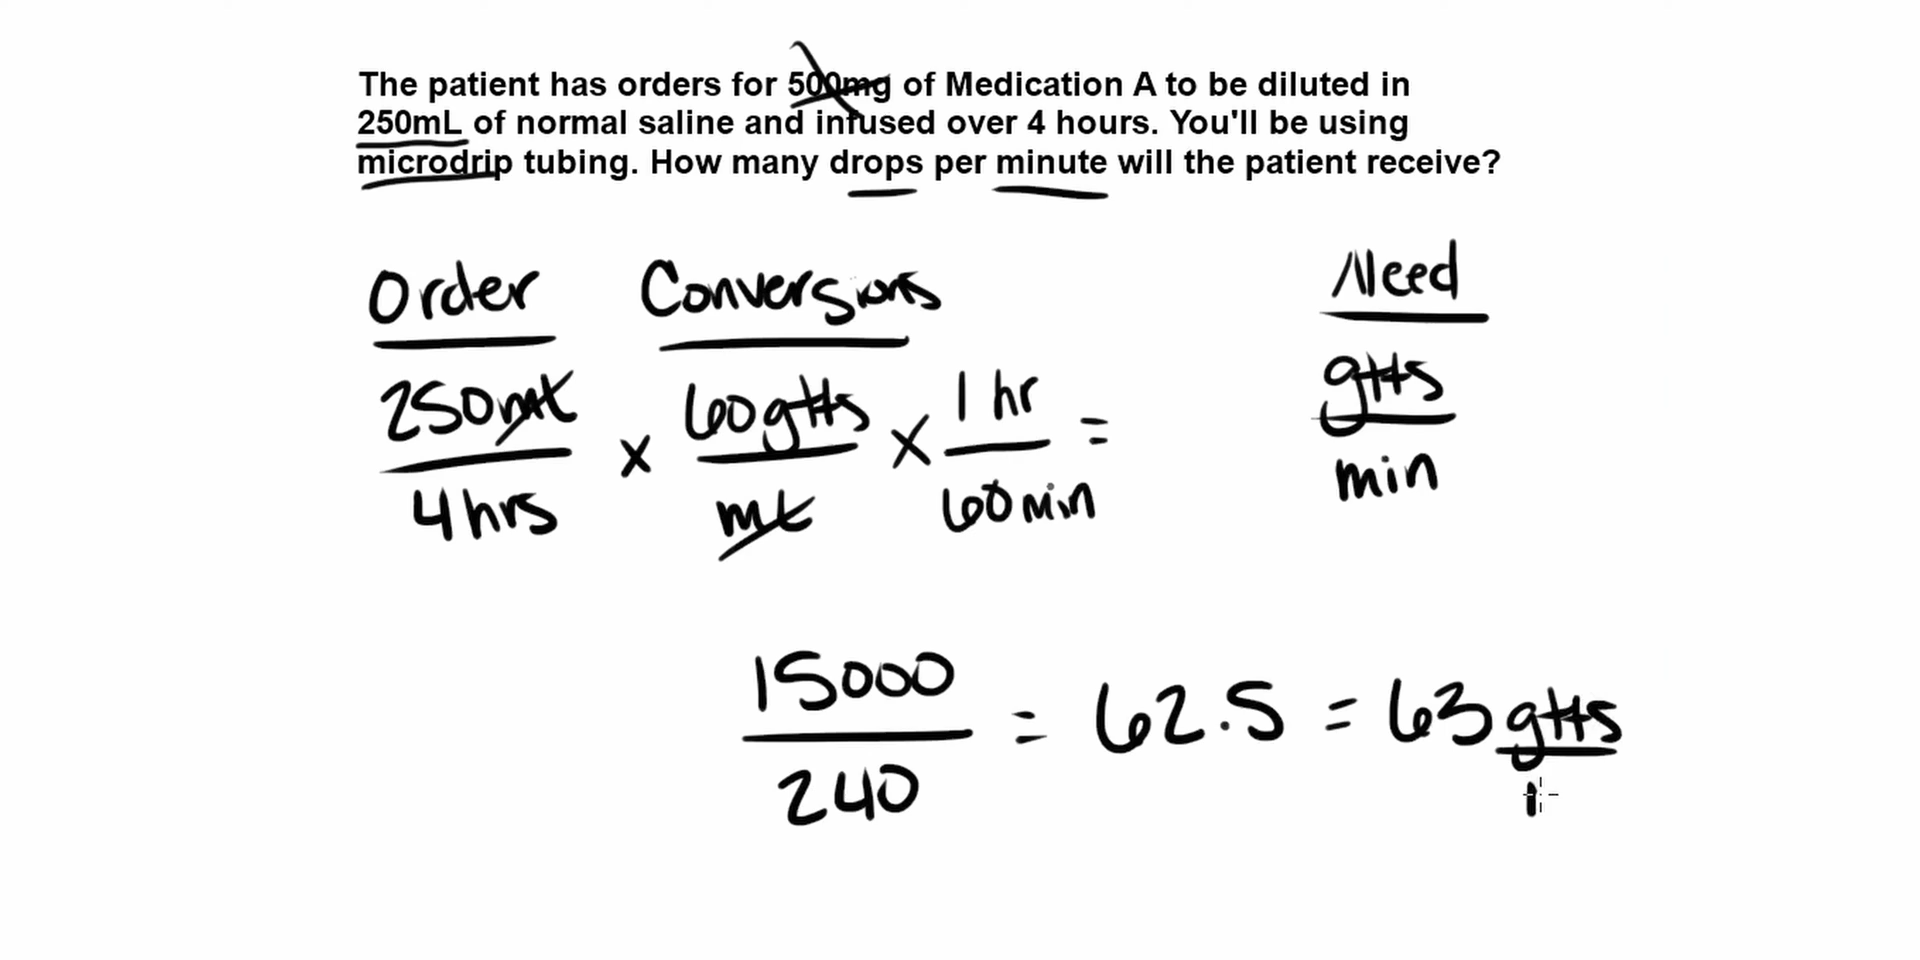 The patient has orders for 500mg of Medication A to be diluted in
250mL of normal saline and infused over 4 hours. You'll be using
microdrip tubing. How many drops per minute will the patient receive?
Order Conversions Need
250mL x 60gtts x 1 hr = gtts
4hrs mL 60min min
15000 = 62.5 = 63gtts
240